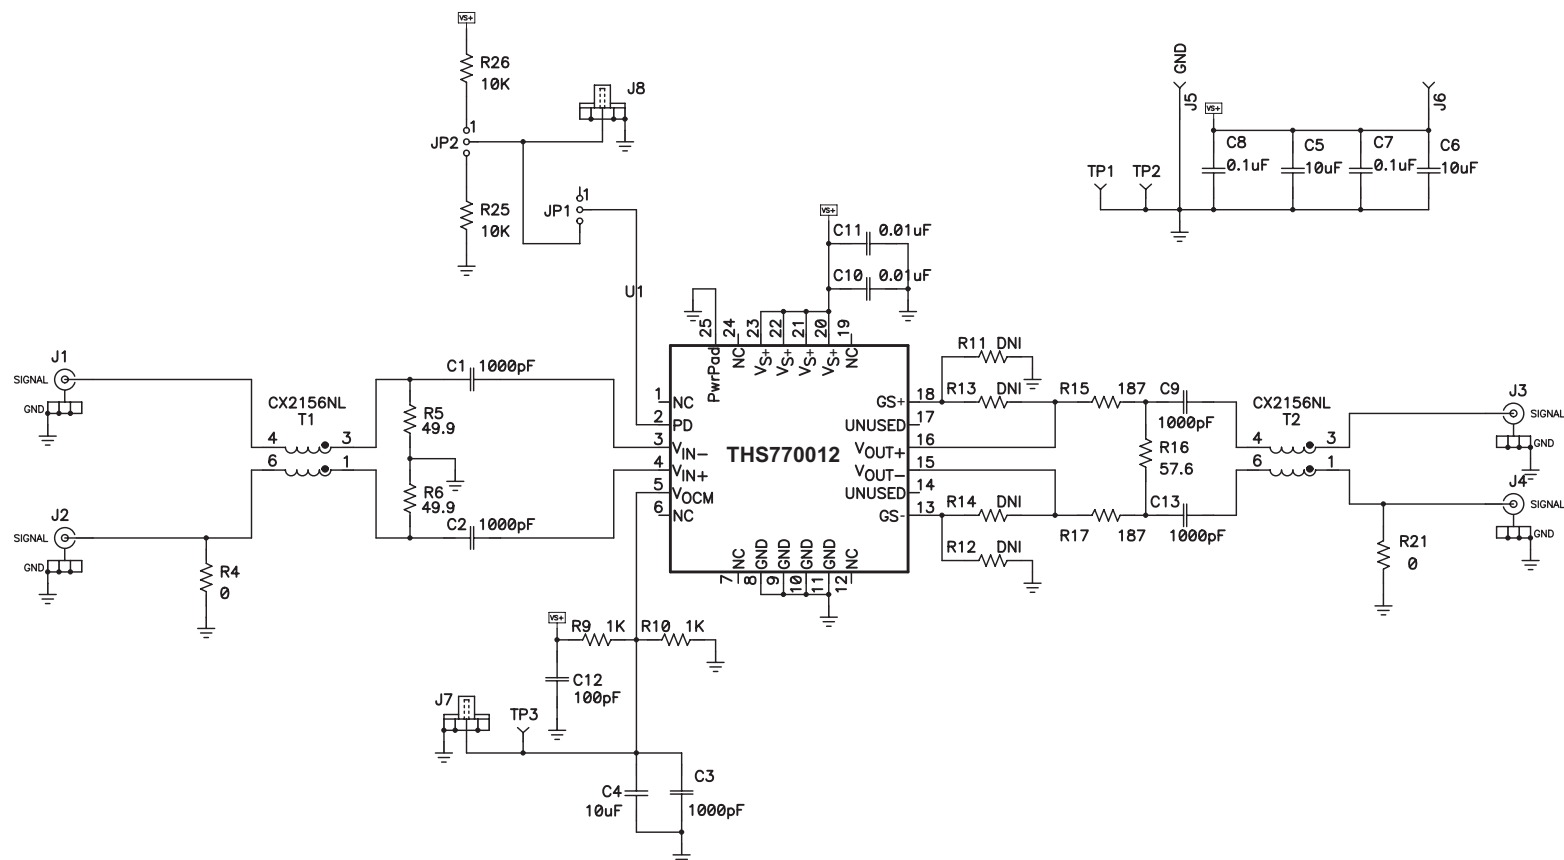 VS+
R26
10K
J8
1
JP2
R25
10K
1
JP1
GND
J5
J6
VS+
C8
0.1uF
C5
10uF
C7
0.1uF
C6
10uF
TP1
TP2
VS+
C11 0.01uF
C10 0.01uF
U1
25
24
23
22
21
20
19
PwrPad
NC
VS+
VS+
VS+
VS+
NC
J1
SIGNAL
GND
CX2156NL
T1
4
3
6
1
C1 1000pF
R5
49.9
R6
49.9
C2 1000pF
J2
SIGNAL
GND
R4
0
1 NC
2 PD
3 VIN-
4 VIN+
5 VOCM
6 NC
THS770012
GS+ 18
UNUSED 17
VOUT+ 16
VOUT- 15
UNUSED 14
GS- 13
NC
GND
GND
GND
GND
NC
7
8
9
10
11
12
R11 DNI
R13 DNI
R15 187
C9
1000pF
R16
57.6
R14 DNI
R17 187
C13
1000pF
R12 DNI
CX2156NL
T2
4
3
6
1
J3
SIGNAL
GND
J4
SIGNAL
GND
R21
0
VS+
R9 1K
R10 1K
C12
100pF
J7
TP3
C4
10uF
C3
1000pF